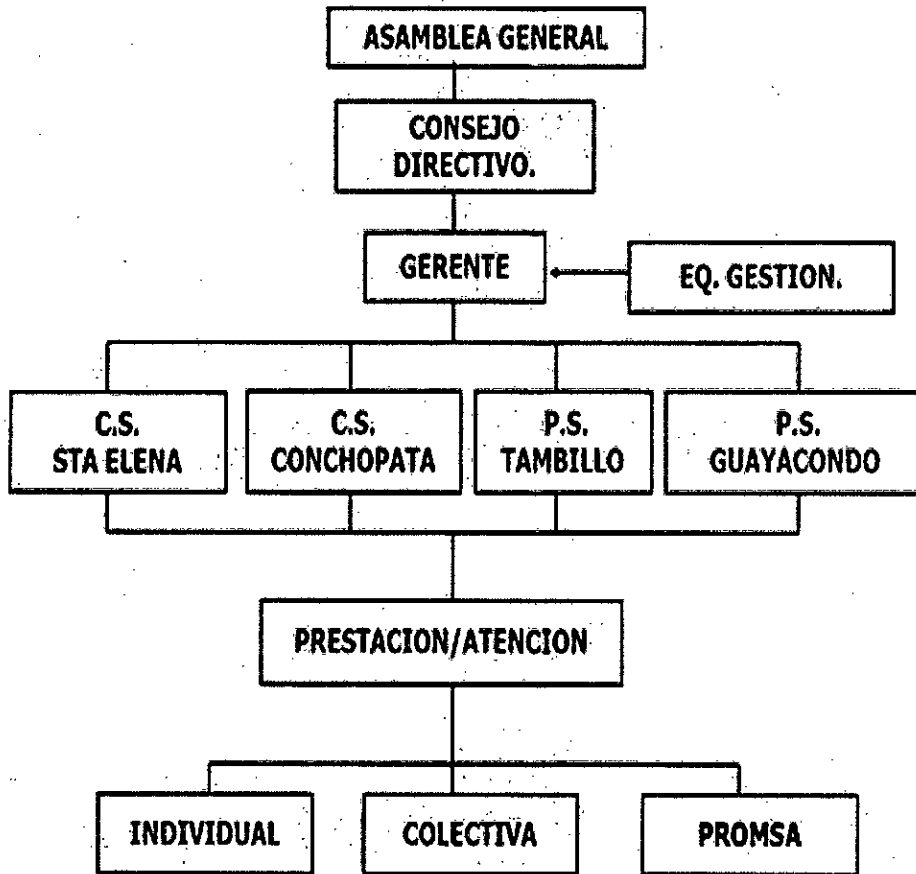 ASAMBLEA GENERAL
CONSEJO
DIRECTIVO.
GERENTE
EQ. GESTION.
C.S.
STA ELENA
C.S.
CONCHOPATA
P.S.
TAMBILLO
P.S.
GUAYACONDO
PRESTACION/ATENCION
INDIVIDUAL
COLECTIVA
PROMSA